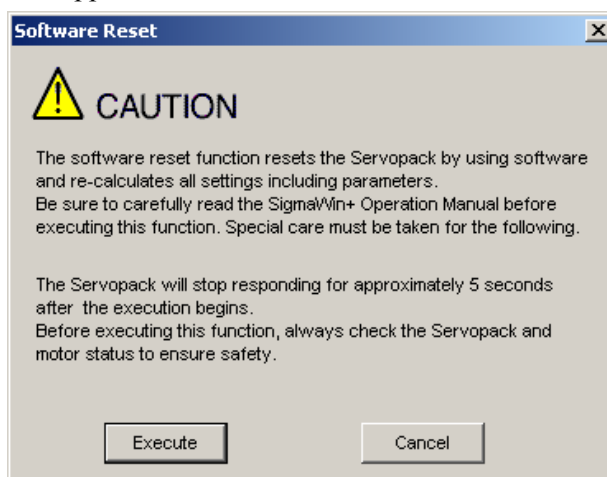 Software Reset
CAUTION
The software reset function resets the Servopack by using software
and re-calculates all settings including parameters.
Be sure to carefully read the SigmaWin+ Operation Manual before
executing this function. Special care must be taken for the following.
The Servopack will stop responding for approximately 5 seconds
after the execution begins.
Before executing this function, always check the Servopack and
motor status to ensure safety.
Execute
Cancel